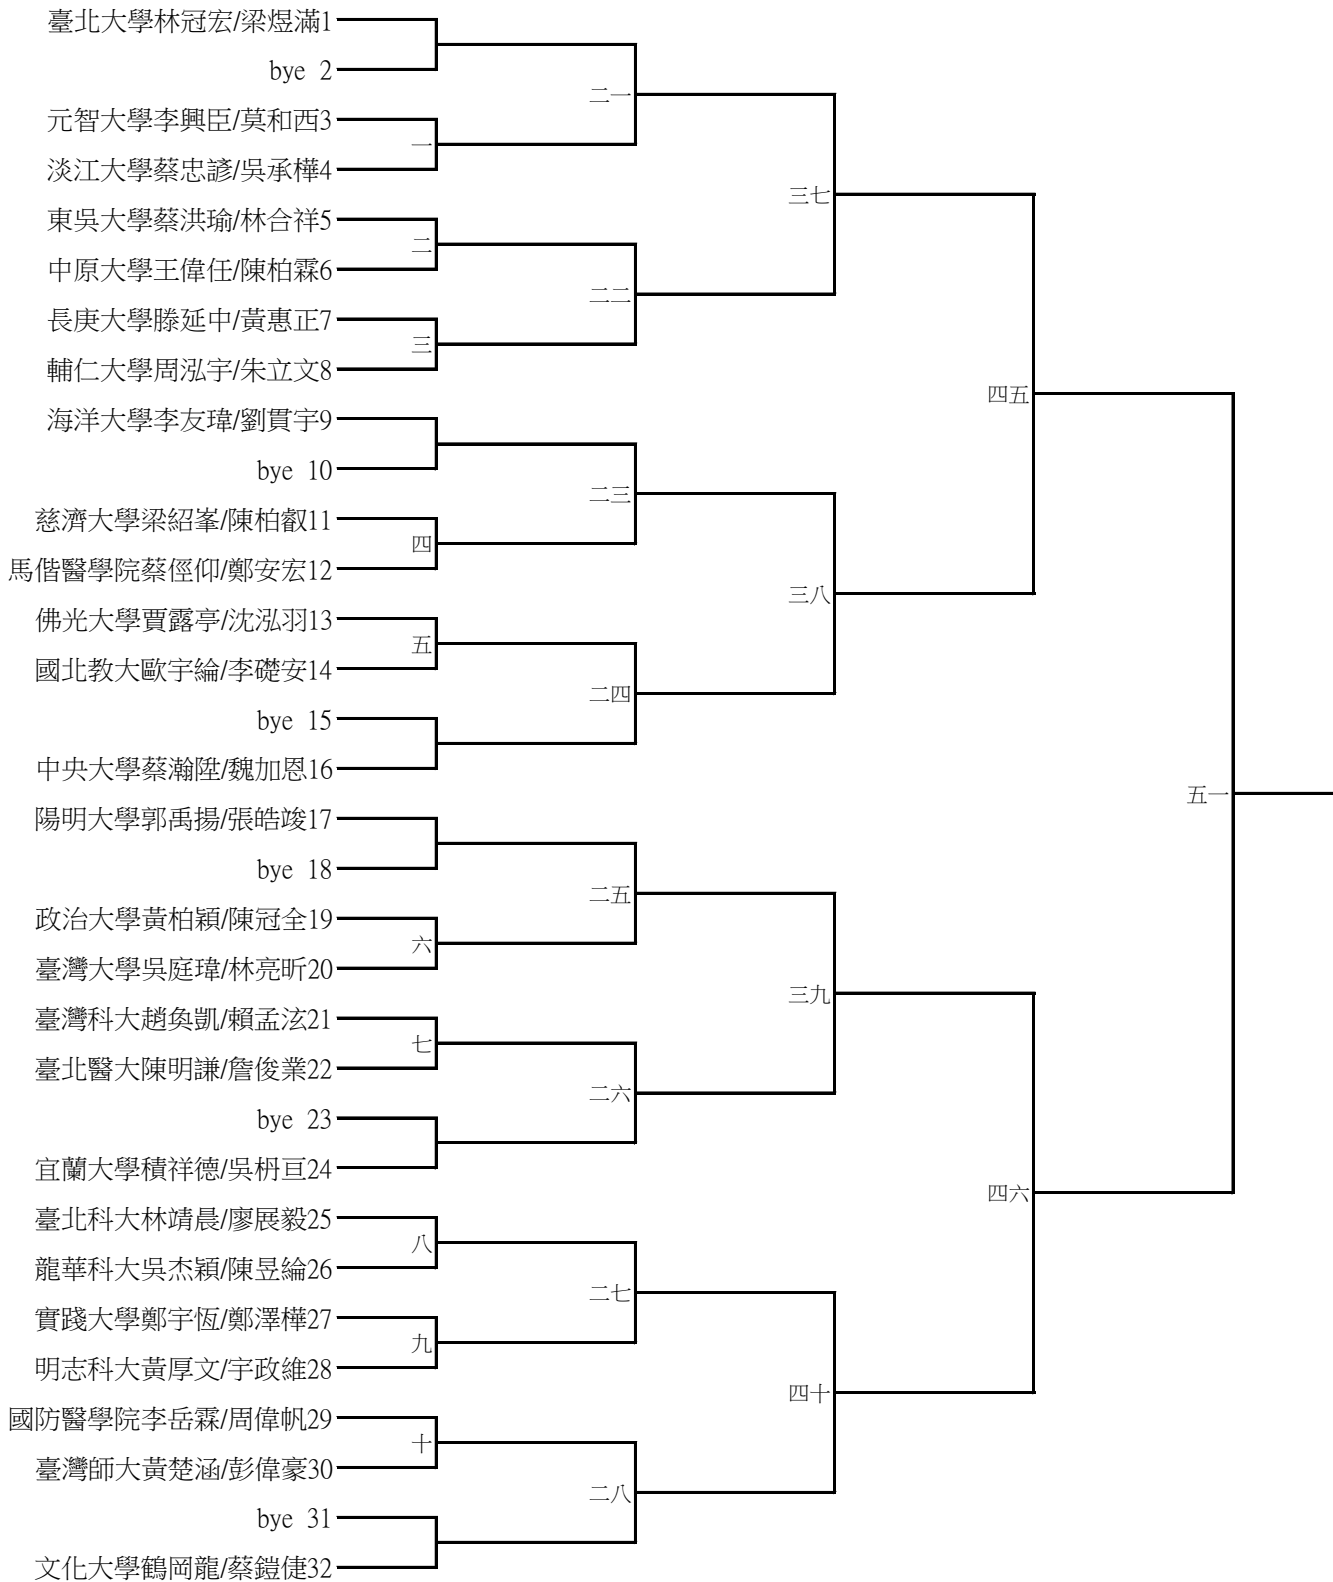 臺北大學林冠宏/梁煜滿1
bye 2
二一
元智大學李興臣/莫和西3
一
淡江大學蔡忠諺/吳承樺4
三七
東吳大學蔡洪瑜/林合祥5
二
中原大學王偉任/陳柏霖6
二二
長庚大學滕延中/黃惠正7
三
輔仁大學周泓宇/朱立文8
四五
海洋大學李友瑋/劉貫宇9
bye 10
二三
慈濟大學梁紹峯/陳柏叡11
四
馬偕醫學院蔡俓仰/鄭安宏12
三八
佛光大學賈露亭/沈泓羽13
五
國北教大歐宇綸/李礎安14
二四
bye 15
中央大學蔡瀚陞/魏加恩16
五一
陽明大學郭禹揚/張皓竣17
bye 18
二五
政治大學黃柏穎/陳冠全19
六
臺灣大學吳庭瑋/林亮昕20
三九
臺灣科大趙奐凱/賴孟泫21
七
臺北醫大陳明謙/詹俊業22
二六
bye 23
宜蘭大學積祥德/吳枬亘24
四六
臺北科大林靖晨/廖展毅25
八
龍華科大吳杰穎/陳昱綸26
二七
實踐大學鄭宇恆/鄭澤樺27
九
明志科大黃厚文/宇政維28
四十
國防醫學院李岳霖/周偉帆29
十
臺灣師大黃楚涵/彭偉豪30
二八
bye 31
文化大學鶴岡龍/蔡鎧倢32